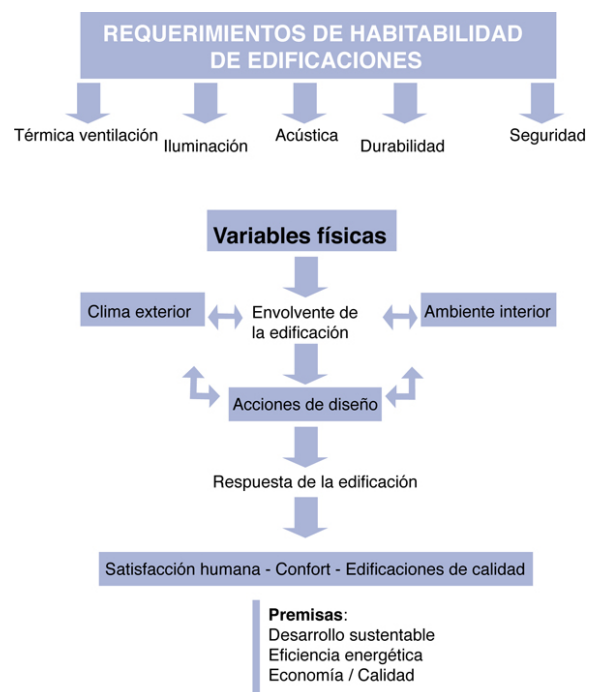 REQUERIMIENTOS DE HABITABILIDAD
DE EDIFICACIONES
Térmica ventilación
Iluminación
Acústica
Durabilidad
Seguridad
Variables físicas
Clima exterior
Envolvente de
la edificación
Ambiente interior
Acciones de diseño
Respuesta de la edificación
Satisfacción humana - Confort - Edificaciones de calidad
Premisas:
Desarrollo sustentable
Eficiencia energética
Economía / Calidad